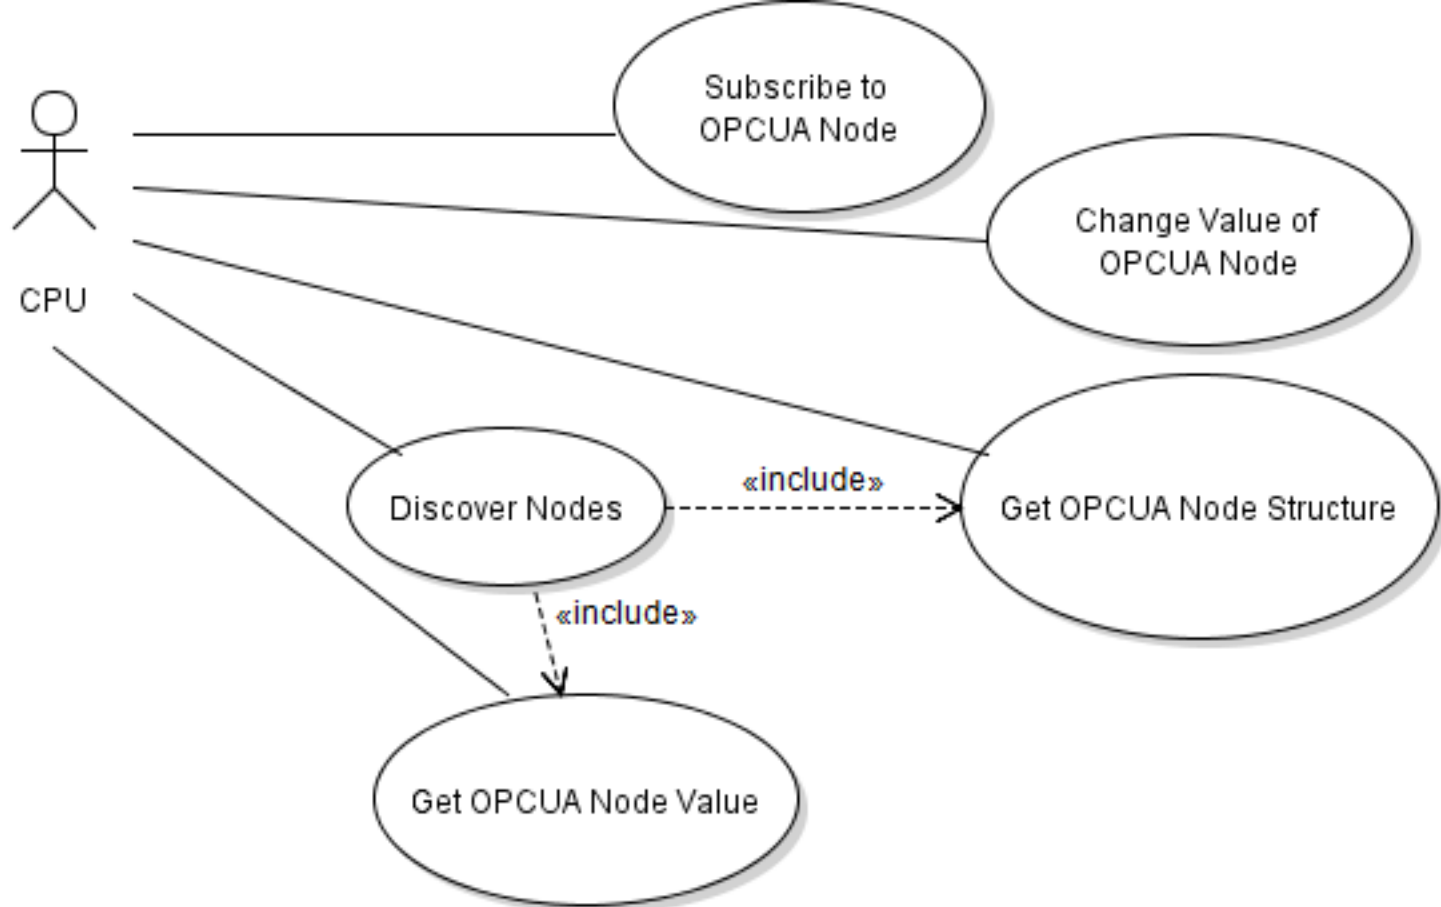 Subscribe to
OPCUA Node
Change Value of
OPCUA Node
CPU
«include»
Discover Nodes
Get OPCUA Node Structure
«include»
Get OPCUA Node Value